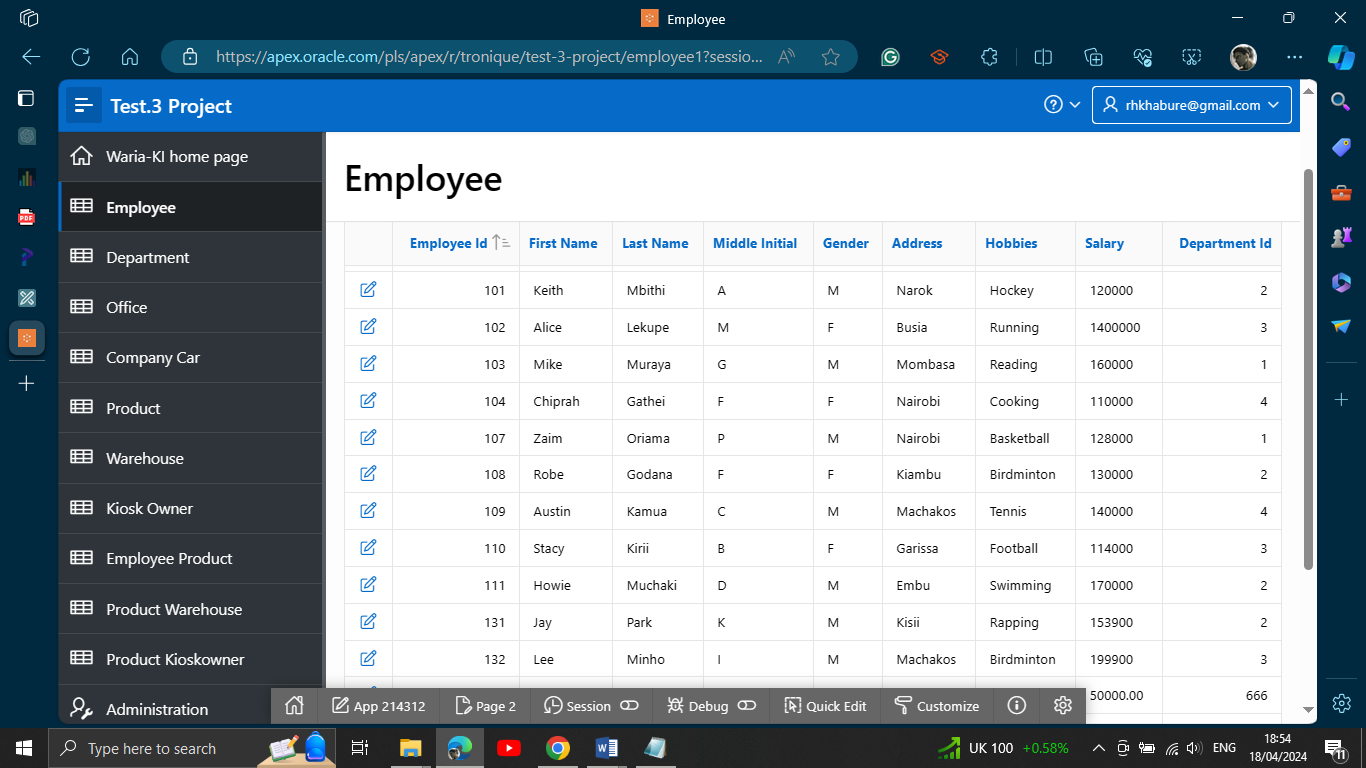 Employee
https://apex.oracle.com/pls/apex/r/tronique/test-3-project/employee1?sessio...
Test.3 Project
rhkhabure@gmail.com
Waria-KI home page
Employee
Department
Office
Company Car
Product
Warehouse
Kiosk Owner
Employee Product
Product Warehouse
Product Kioskowner
Administration
Employee
Employee Id First Name Last Name Middle Initial Gender Address Hobbies Salary Department Id
101 Keith Mbithi A M Narok Hockey 120000 2
102 Alice Lekupe M F Busia Running 1400000 3
103 Mike Muraya G M Mombasa Reading 160000 1
104 Chiprah Gathei F F Nairobi Cooking 110000 4
107 Zaim Oriama P M Nairobi Basketball 128000 1
108 Robe Godana F F Kiambu Birdminton 130000 2
109 Austin Kamua C M Machakos Tennis 140000 4
110 Stacy Kirii B F Garissa Football 114000 3
111 Howie Muchaki D M Embu Swimming 170000 2
131 Jay Park K M Kisii Rapping 153900 2
132 Lee Minho I M Machakos Birdminton 199900 3
50000.00 666
App 214312 Page 2 Session Debug Quick Edit Customize
Type here to search
UK 100 +0.58%
ENG
18:54
18/04/2024
11